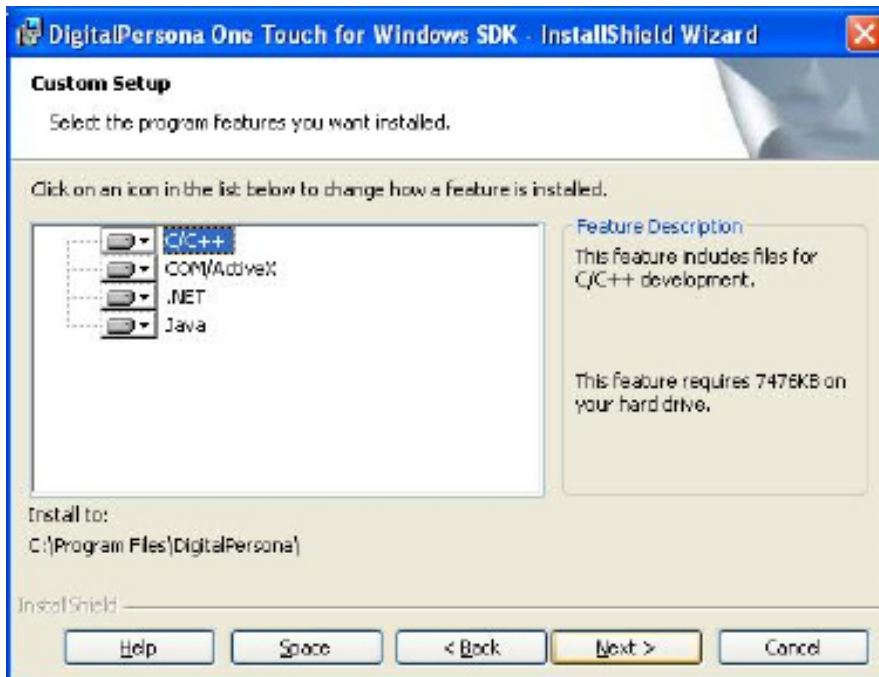 DigitalPersona One Touch for Windows SDK - InstallShield Wizard
Custom Setup
Select the program features you want installed.
Click on an icon in the list below to change how a feature is installed.
C/C++
COM/ActiveX
.NET
Java
Feature Description
This feature includes files for
C/C++ development.
This feature requires 7476KB on
your hard drive.
Install to:
C:\Program Files\DigitalPersona\
InstallShield
Help
Space
< Back
Next >
Cancel